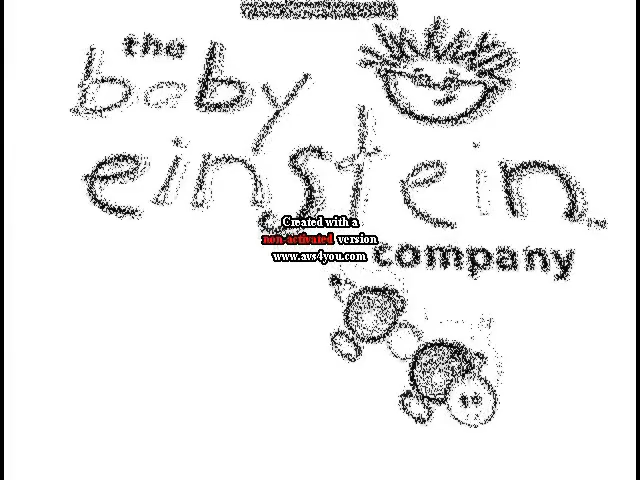 the
baby
einstein
Created with a
non-activated version
www.avs4you.com
company